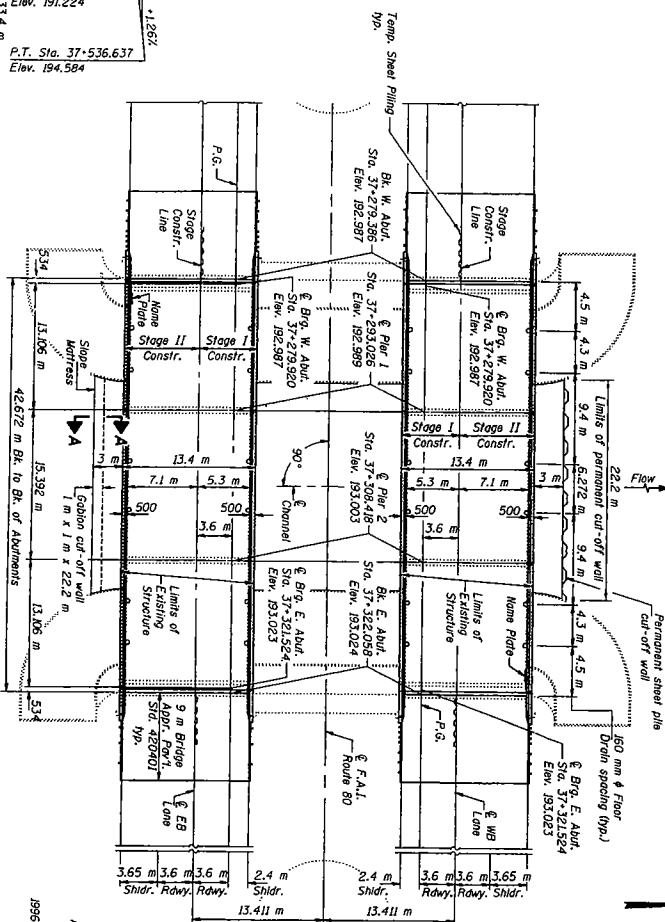 Elev. 191.224
33.4 m
+1.26%
P.T. Sta. 37+536.637
Elev. 194.584
Temp. Sheet Piling
typ.
P.G.
Stage
Constr.
Line
Bk. W. Abut.
Sta. 37+279.386
Elev. 192.987
Stage
Constr.
Line
4.5 m
4.3 m
9.4 m
6.272 m
9.4 m
4.3 m
4.5 m
Limits of permanent cut-off wall
22.2 m
Flow
Permanent sheet pile
cut-off wall
160 mm ϕ Floor
Drain spacing (typ.)
534
13.106 m
15.392 m
13.106 m
534
42.672 m Bk. to Bk. of Abutments
Name
Plate
Stage II
Constr.
Stage I
Constr.
℄ Brg. W. Abut.
Sta. 37+279.920
Elev. 192.987
℄ Pier 1
Sta. 37+293.026
Elev. 192.989
℄ Brg. W. Abut.
Sta. 37+279.920
Elev. 192.987
Stage I
Constr.
Stage II
Constr.
Slope
Mattress
A
A
3 m
13.4 m
7.1 m
5.3 m
500
500
3.6 m
90°
℄
Channel
℄ Pier 2
Sta. 37+308.418
Elev. 193.003
13.4 m
5.3 m
7.1 m
3 m
500
500
3.6 m
Gabion cut-off wall
1 m x 1 m x 22.2 m
Limits of
Existing
Structure
℄ Brg. E. Abut.
Sta. 37+321.524
Elev. 193.023
Bk. E. Abut.
Sta. 37+322.058
Elev. 193.024
Limits of
Existing
Structure
Name Plate
℄ Brg. E. Abut.
Sta. 37+321.524
Elev. 193.023
9 m Bridge
Appr. Pav't.
Std. 420401
typ.
℄ EB
Lane
℄ F.A.I.
Route 80
P.G.
℄ WB
Lane
3.65 m
Shldr.
3.6 m
Rdwy.
3.6 m
Rdwy.
2.4 m
Shldr.
2.4 m
Shldr.
3.6 m
Rdwy.
3.6 m
Rdwy.
3.65 m
Shldr.
13.411 m
13.411 m
1996